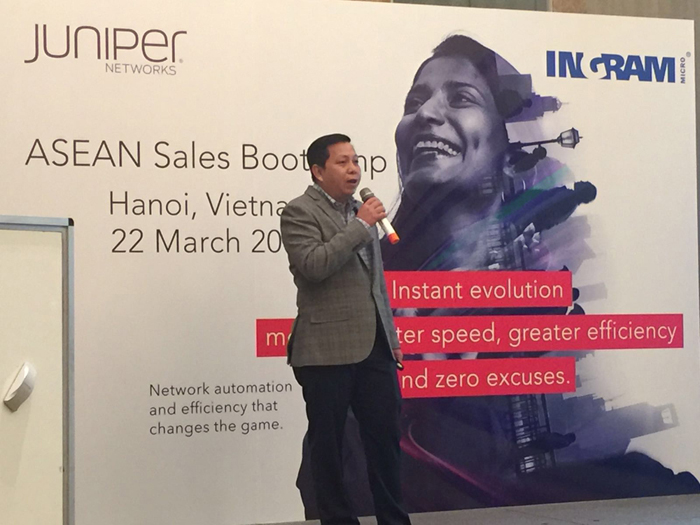 JUNIPER
NETWORKS
INGRAM
MICRO
ASEAN Sales Boot mp
Hanoi, Vietna
22 March 20
Instant evolution
m ter speed, greater efficiency
nd zero excuses.
Network automation
and efficiency that
changes the game.